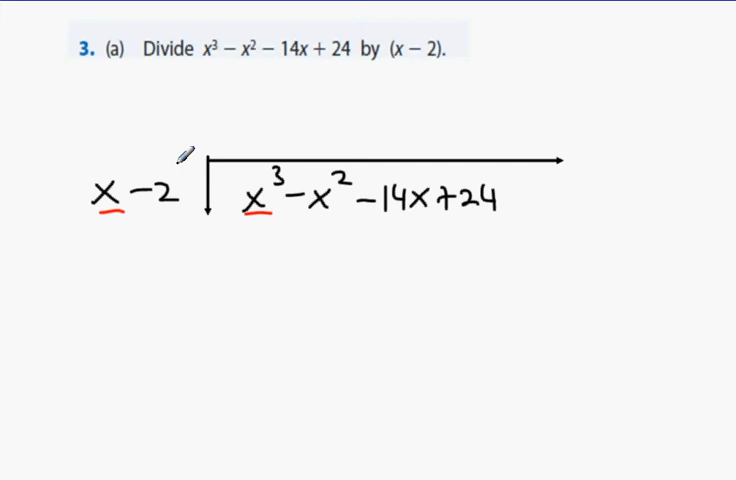 3. (a) Divide x³ – x² – 14x + 24 by (x – 2).
x – 2 x³ – x² – 14x + 24